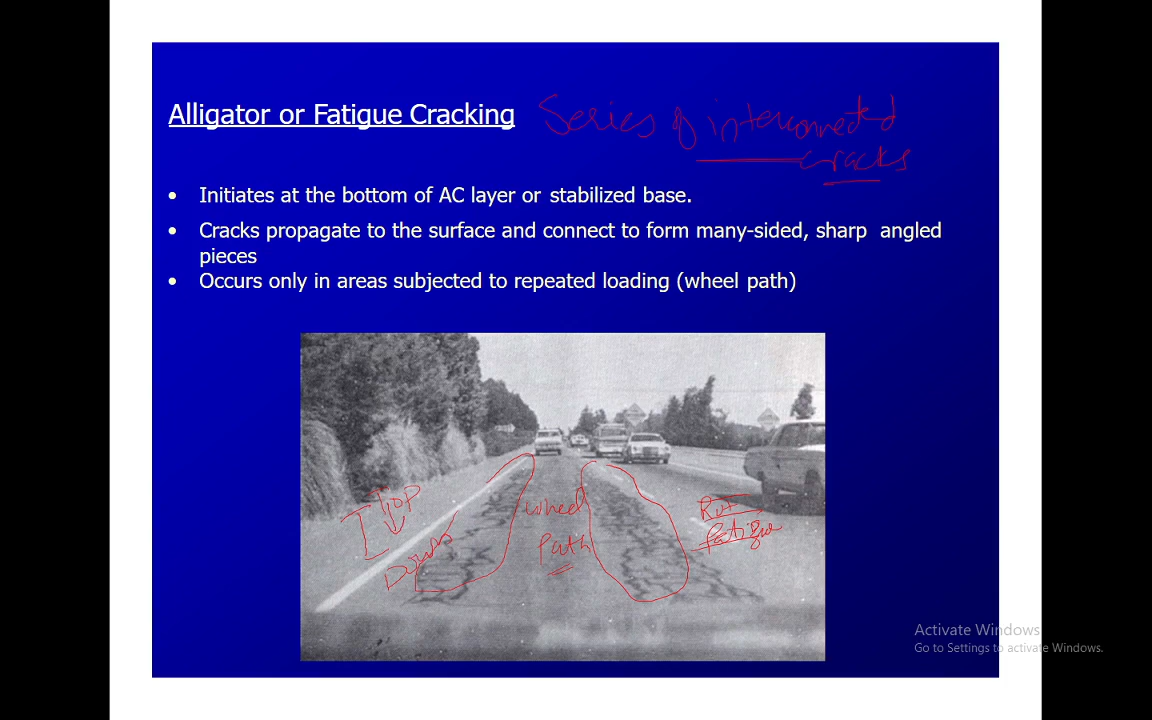 Alligator or Fatigue Cracking
Series of interconnected
cracks
• Initiates at the bottom of AC layer or stabilized base.
• Cracks propagate to the surface and connect to form many-sided, sharp angled
pieces
• Occurs only in areas subjected to repeated loading (wheel path)
Top
Down
wheel
path
Rut
fatigue
Activate Windows
Go to Settings to activate Windows.